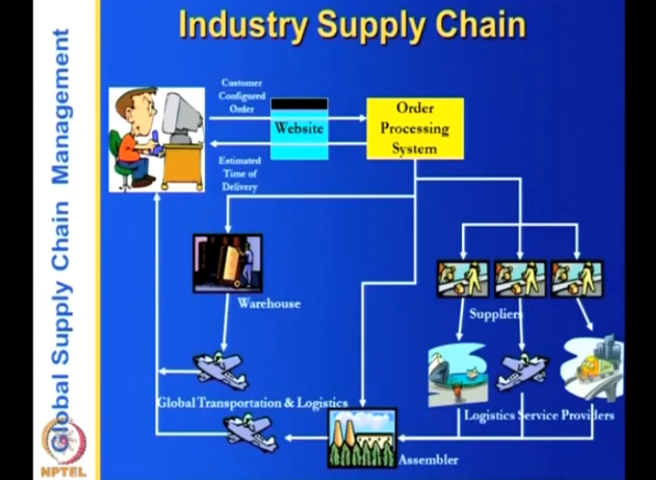 Industry Supply Chain
Global Supply Chain Management
Customer
Configured
Order
Website
Order
Processing
System
Estimated
Time of
Delivery
Warehouse
Suppliers
Global Transportation & Logistics
Logistics Service Providers
Assembler
NPTEL